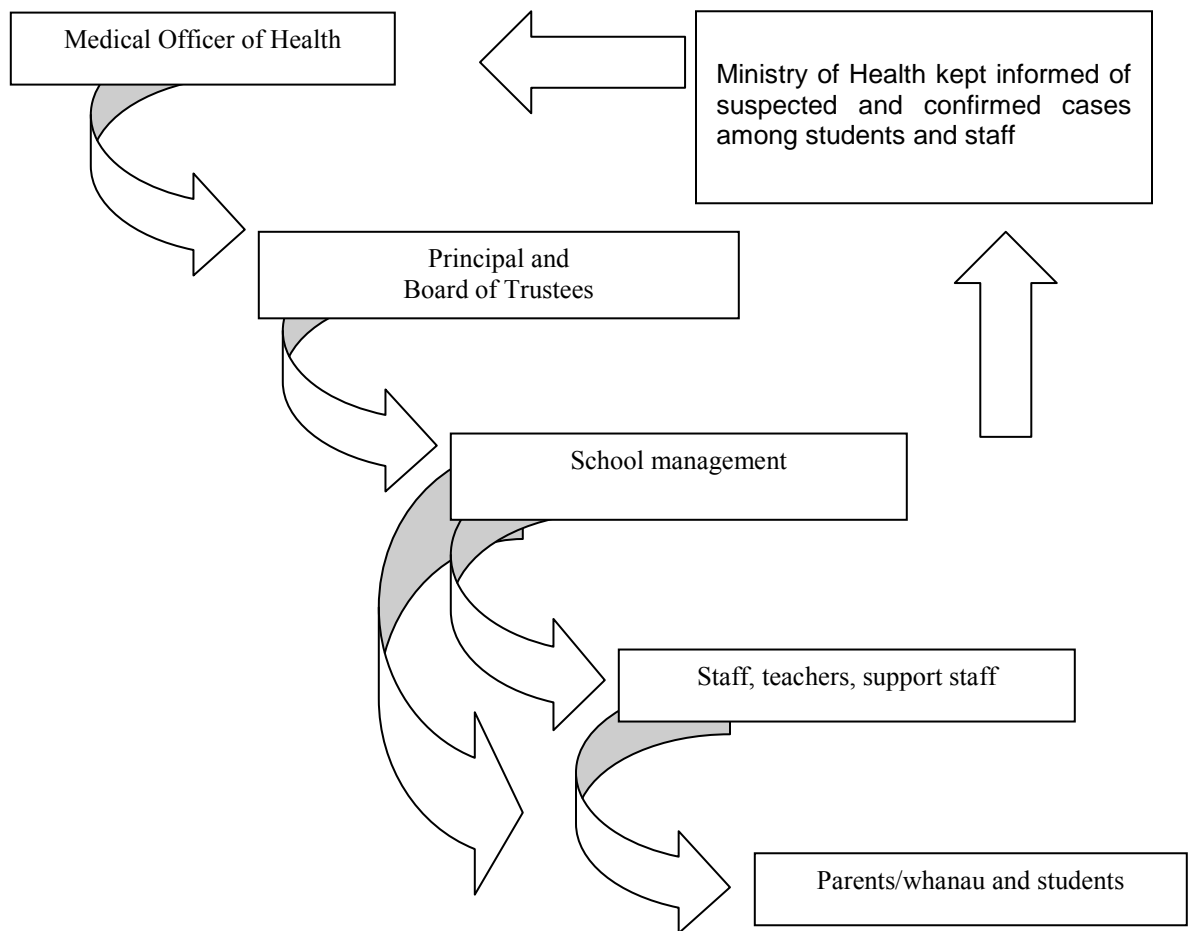 Medical Officer of Health
Ministry of Health kept informed of
suspected and confirmed cases
among students and staff
Principal and
Board of Trustees
School management
Staff, teachers, support staff
Parents/whanau and students